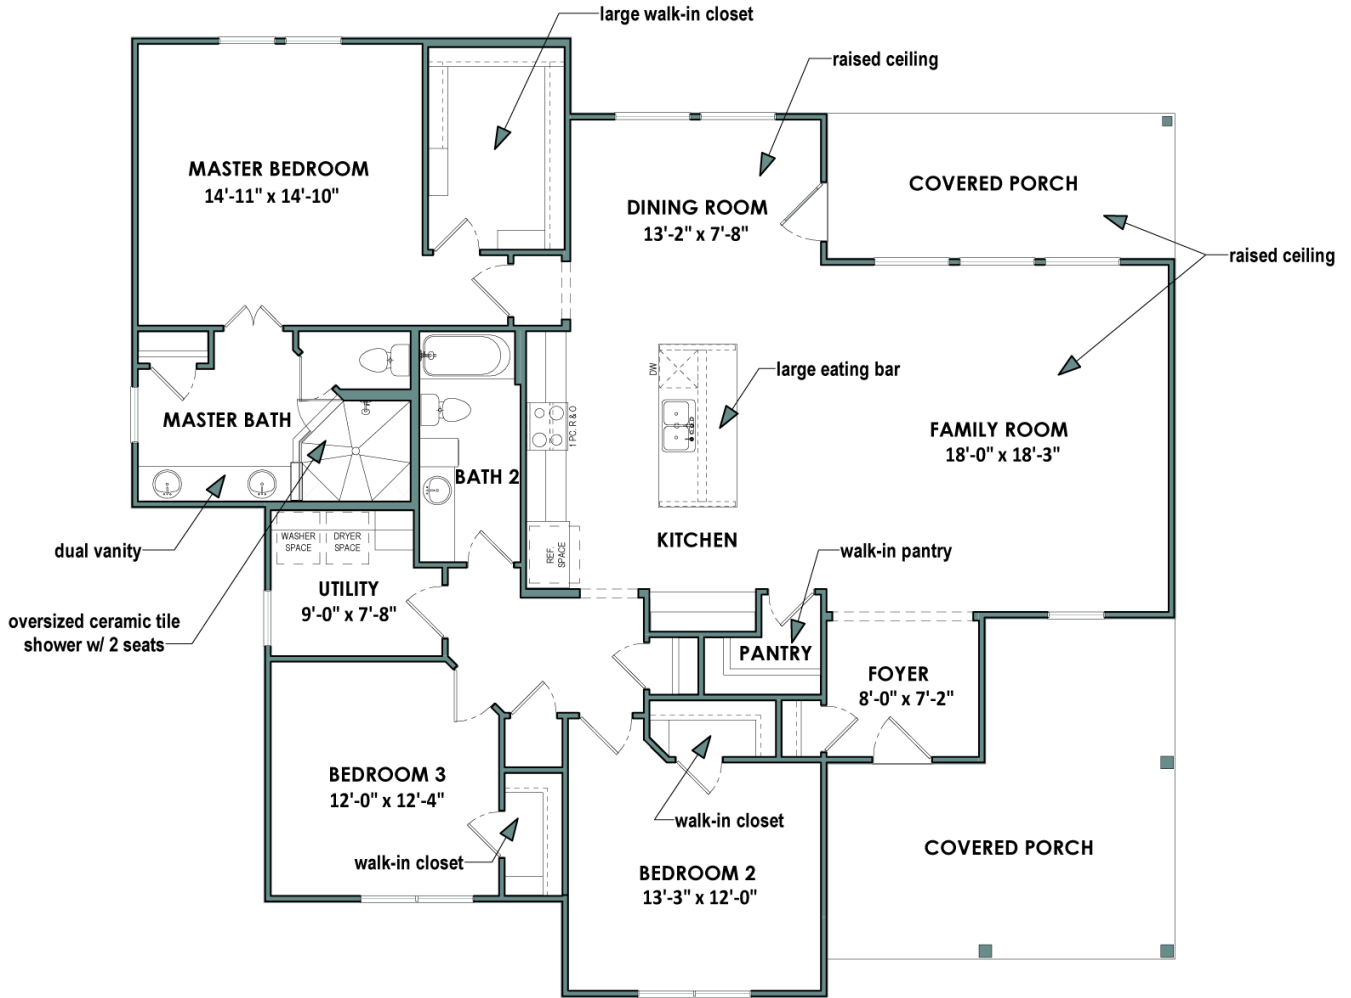 large walk-in closet
raised ceiling
MASTER BEDROOM
14'-11" x 14'-10"
COVERED PORCH
DINING ROOM
13'-2" x 7'-8"
raised ceiling
DW
large eating bar
1 PC. R & O
MASTER BATH
FAMILY ROOM
18'-0" x 18'-3"
BATH 2
WASHER
SPACE
DRYER
SPACE
REF.
SPACE
KITCHEN
dual vanity
walk-in pantry
UTILITY
9'-0" x 7'-8"
oversized ceramic tile
shower w/ 2 seats
PANTRY
FOYER
8'-0" x 7'-2"
BEDROOM 3
12'-0" x 12'-4"
walk-in closet
walk-in closet
COVERED PORCH
BEDROOM 2
13'-3" x 12'-0"